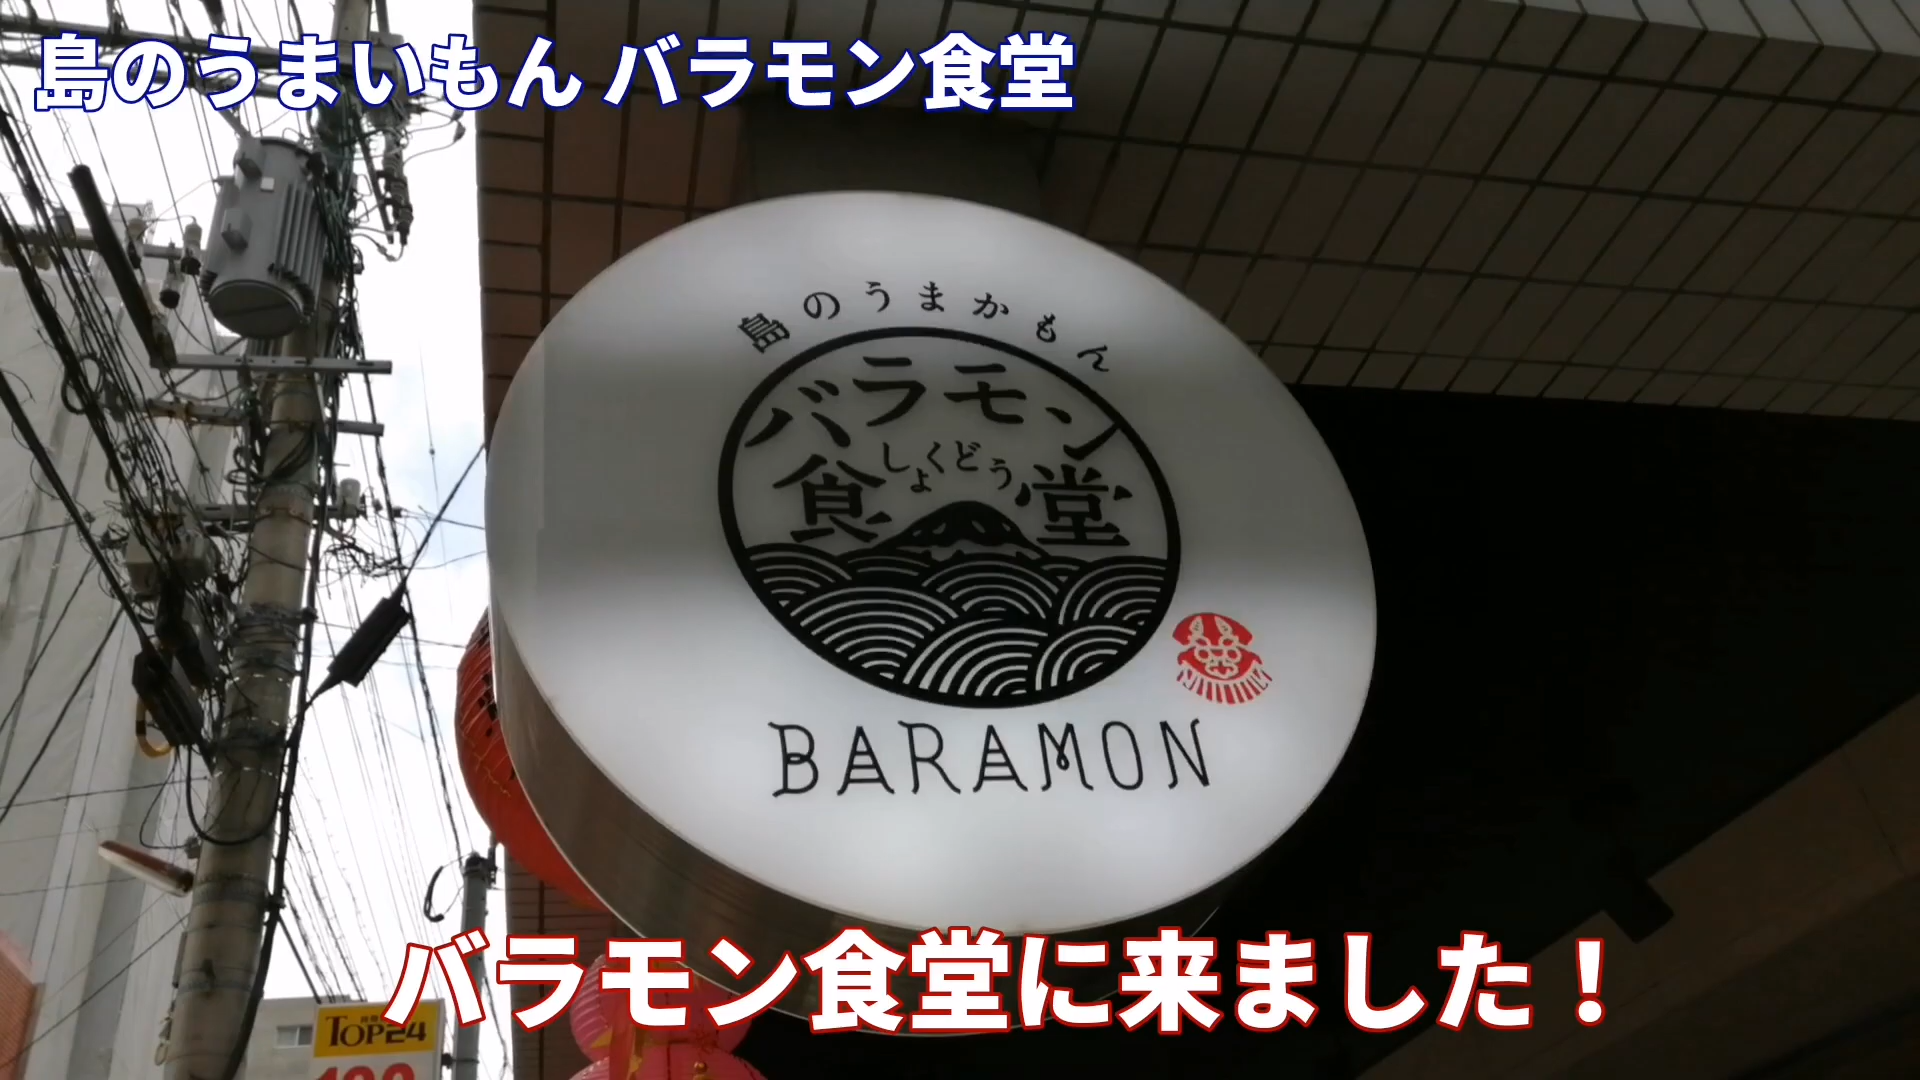 島のうまいもん バラモン食堂
島のうまかもん
バラモン
しょくどう
食堂
BARAMON
バラモン食堂に来ました！
TOP24